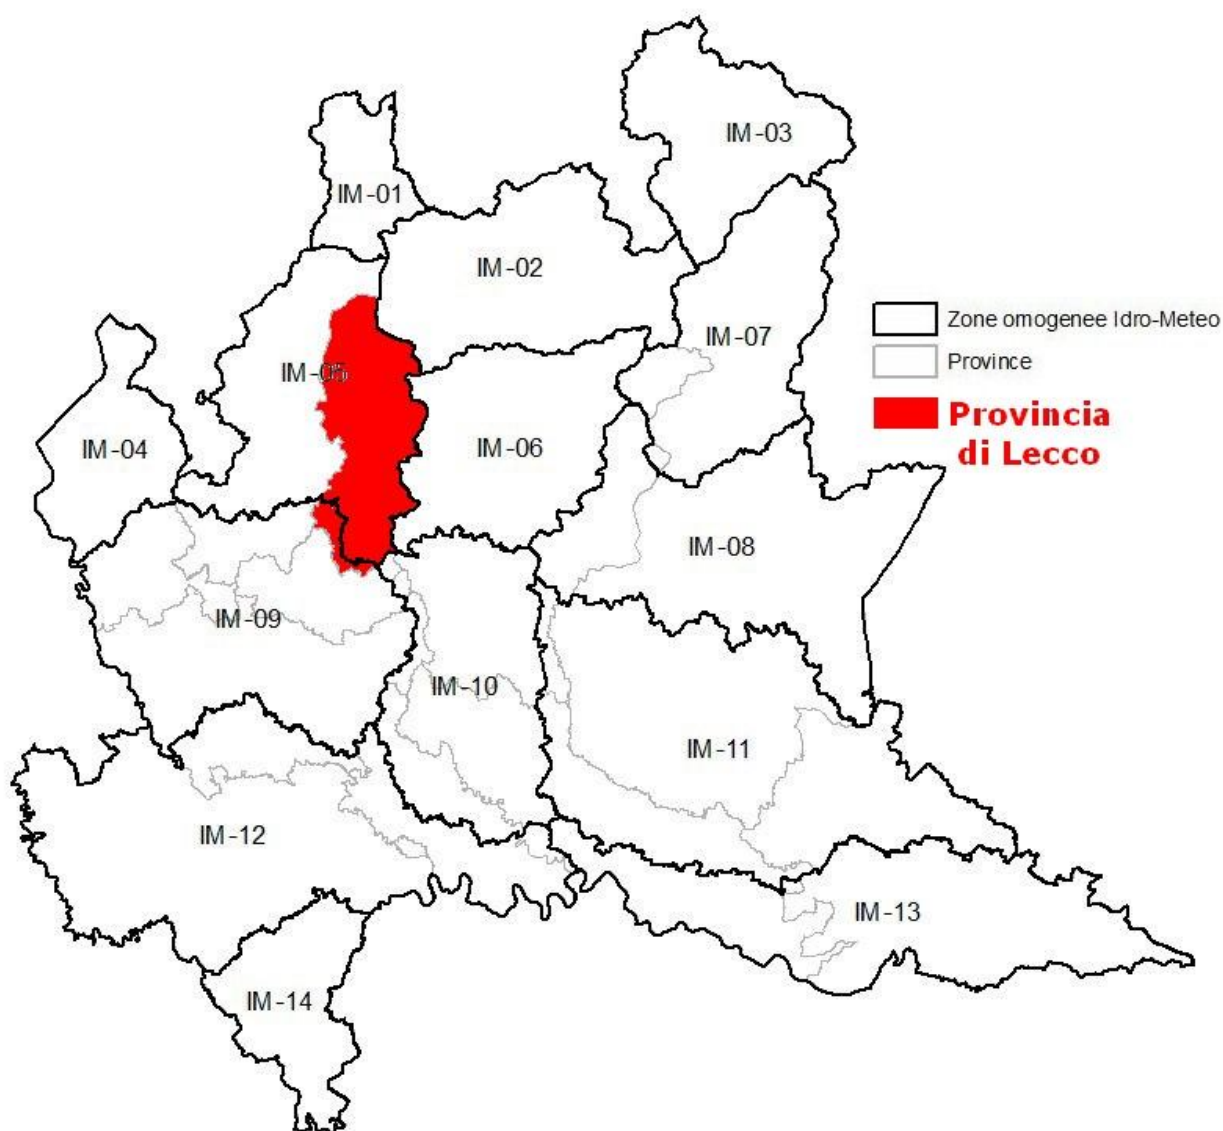 IM-03
IM-01
IM-02
Zone omogenee Idro-Meteo
IM-07
Province
IM-05
Provincia
di Lecco
IM-04
IM-06
IM-08
IM-09
IM-10
IM-11
IM-12
IM-13
IM-14